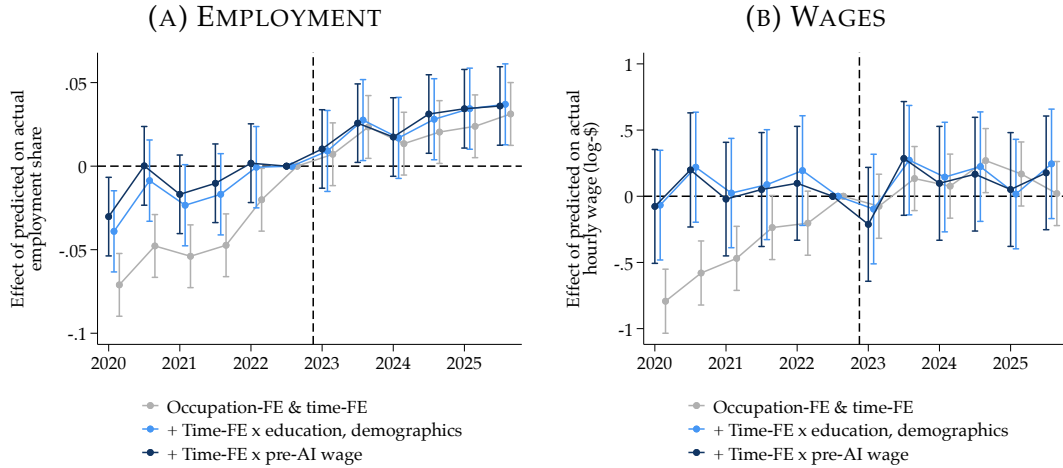 (A) EMPLOYMENT
Effect of predicted on actual
employment share
.05
0
-.05
-.1
2020 2021 2022 2023 2024 2025
Occupation-FE & time-FE
+ Time-FE x education, demographics
+ Time-FE x pre-AI wage
(B) WAGES
Effect of predicted on actual
hourly wage (log-$)
1
.5
0
-.5
-1
2020 2021 2022 2023 2024 2025
Occupation-FE & time-FE
+ Time-FE x education, demographics
+ Time-FE x pre-AI wage